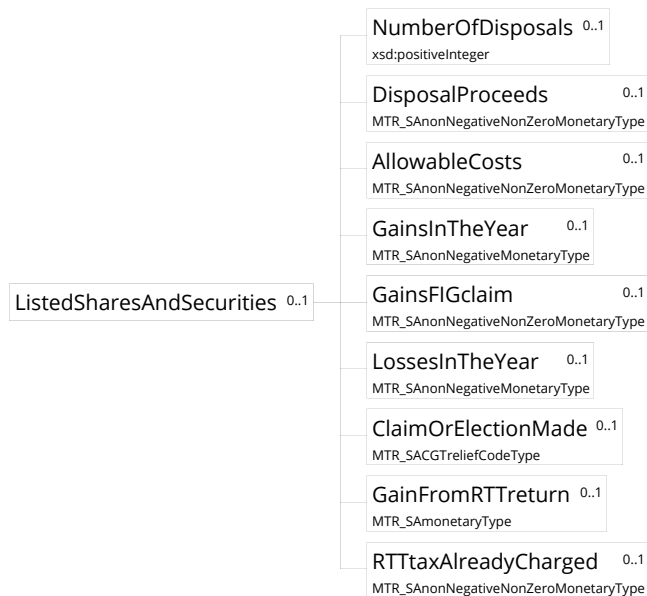 NumberOfDisposals 0..1
xsd:positiveInteger
DisposalProceeds 0..1
MTR_SAnonNegativeNonZeroMonetaryType
AllowableCosts 0..1
MTR_SAnonNegativeNonZeroMonetaryType
GainsInTheYear 0..1
MTR_SAnonNegativeMonetaryType
ListedSharesAndSecurities 0..1
GainsFIGclaim 0..1
MTR_SAnonNegativeNonZeroMonetaryType
LossesInTheYear 0..1
MTR_SAnonNegativeMonetaryType
ClaimOrElectionMade 0..1
MTR_SACGTreliefCodeType
GainFromRTTreturn 0..1
MTR_SAmonetaryType
RTTtaxAlreadyCharged 0..1
MTR_SAnonNegativeNonZeroMonetaryType